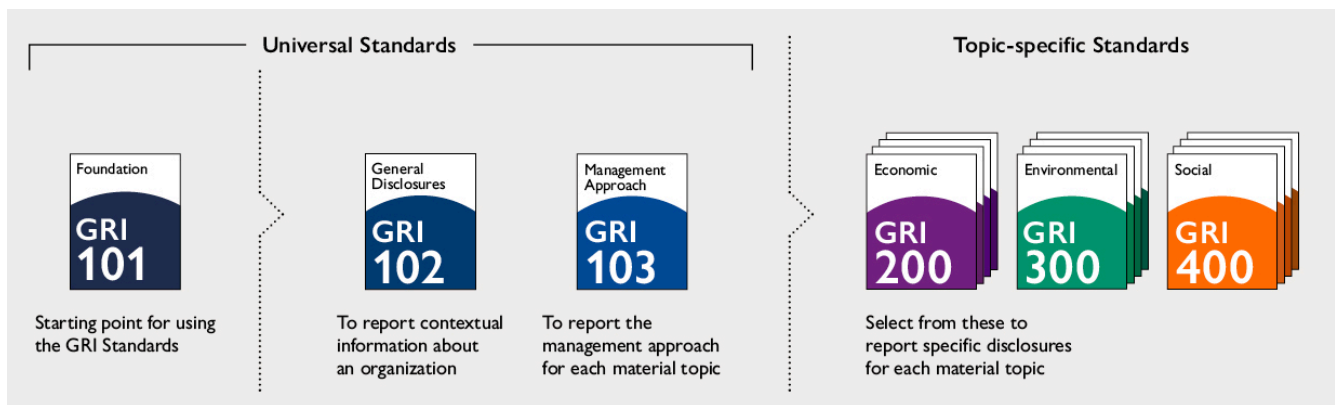 Universal Standards
Topic-specific Standards
Foundation
GRI
101
Starting point for using
the GRI Standards
General
Disclosures
GRI
102
To report contextual
information about
an organization
Management
Approach
GRI
103
To report the
management approach
for each material topic
Economic
GRI
200
Environmental
GRI
300
Social
GRI
400
Select from these to
report specific disclosures
for each material topic